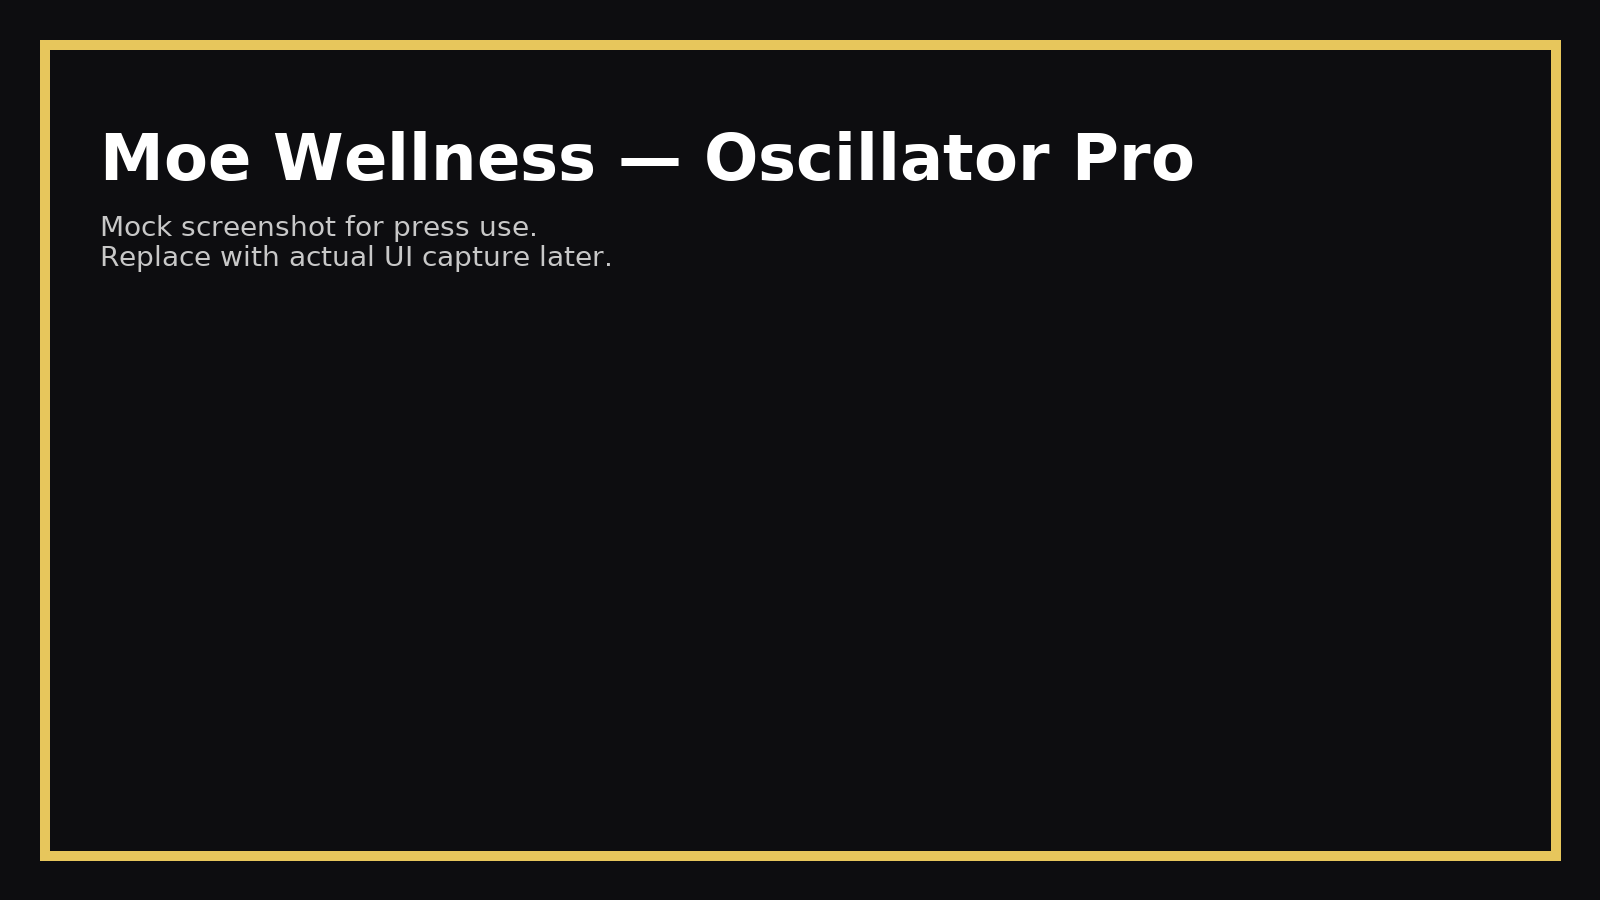 Moe Wellness — Oscillator Pro
Mock screenshot for press use.
Replace with actual UI capture later.